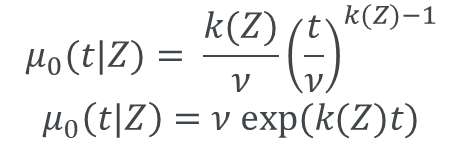 μ₀(t|Z) = k(Z)/ν (t/ν)^(k(Z)−1)
μ₀(t|Z) = ν exp(k(Z)t)